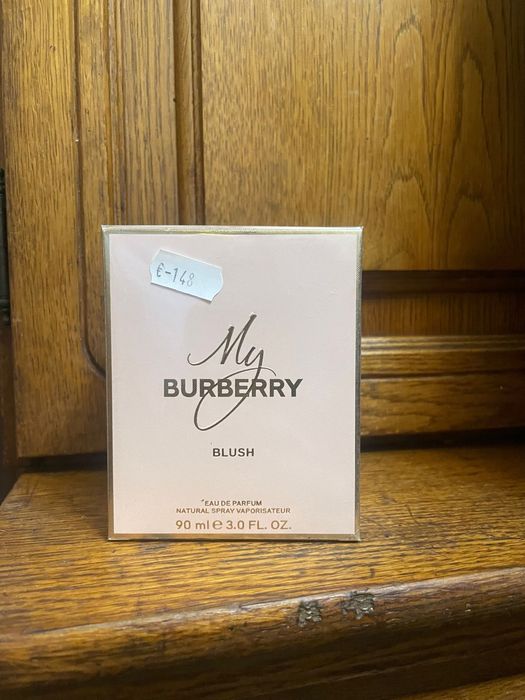 €-148
My
BURBERRY
BLUSH
EAU DE PARFUM
NATURAL SPRAY VAPORISATEUR
90 ml ℮ 3.0 FL. OZ.